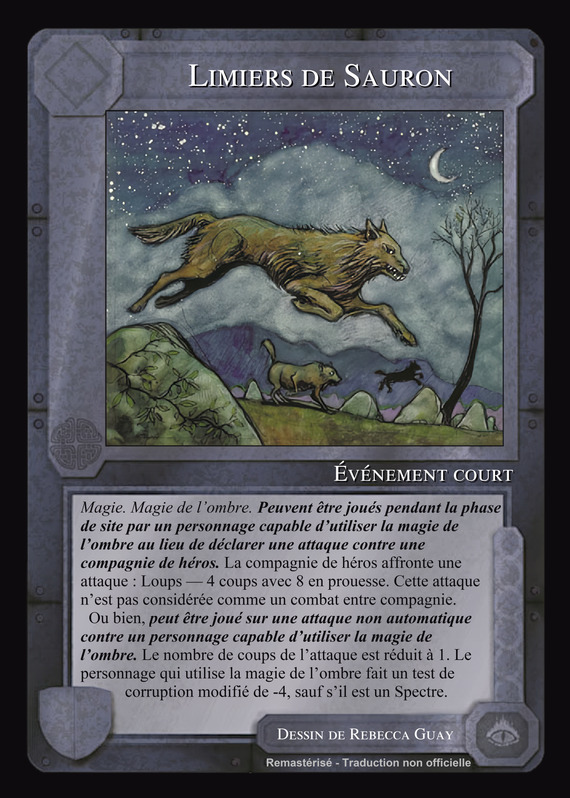 Limiers de Sauron
Événement court
Magie. Magie de l'ombre. Peuvent être joués pendant la phase
de site par un personnage capable d'utiliser la magie de
l'ombre au lieu de déclarer une attaque contre une
compagnie de héros. La compagnie de héros affronte une
attaque : Loups — 4 coups avec 8 en prouesse. Cette attaque
n'est pas considérée comme un combat entre compagnie.
Ou bien, peut être joué sur une attaque non automatique
contre un personnage capable d'utiliser la magie de
l'ombre. Le nombre de coups de l'attaque est réduit à 1. Le
personnage qui utilise la magie de l'ombre fait un test de
corruption modifié de -4, sauf s'il est un Spectre.
Dessin de Rebecca Guay
Remastérisé - Traduction non officielle